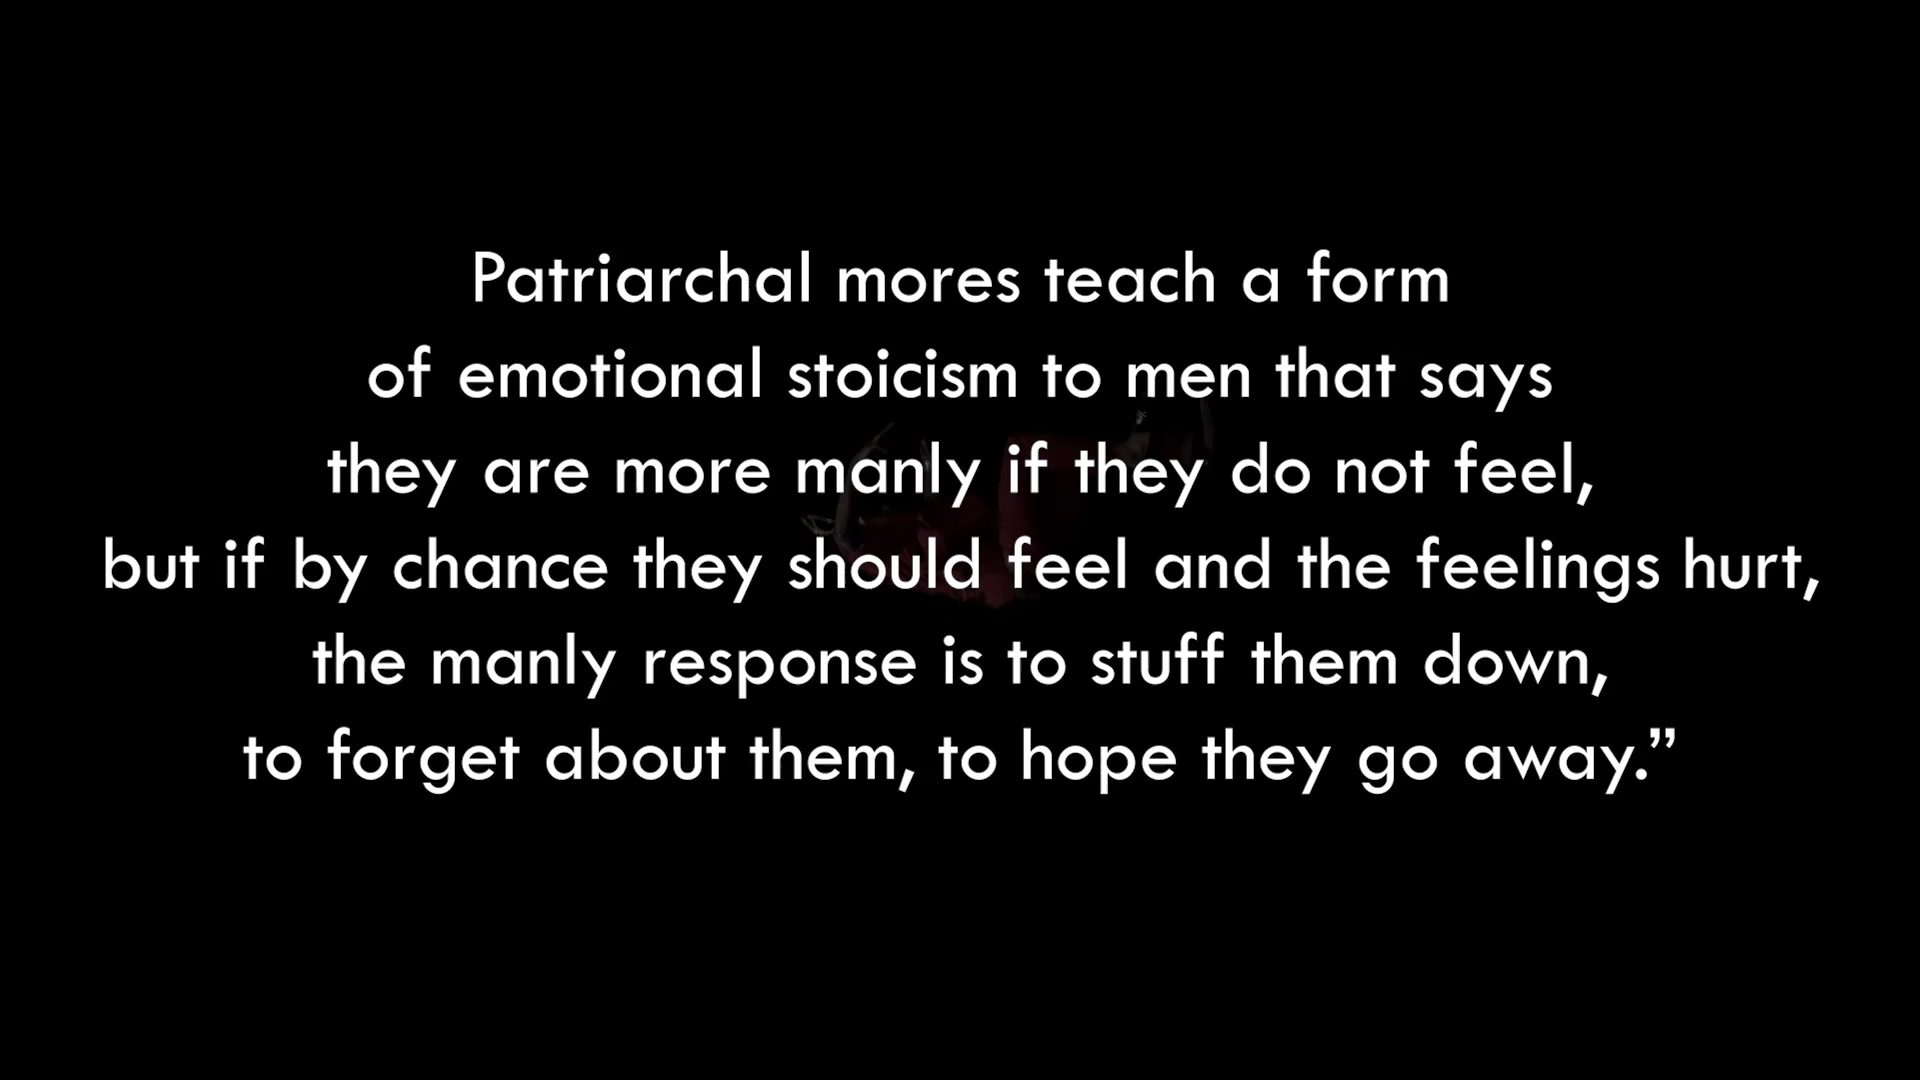 Patriarchal mores teach a form
of emotional stoicism to men that says
they are more manly if they do not feel,
but if by chance they should feel and the feelings hurt,
the manly response is to stuff them down,
to forget about them, to hope they go away.”